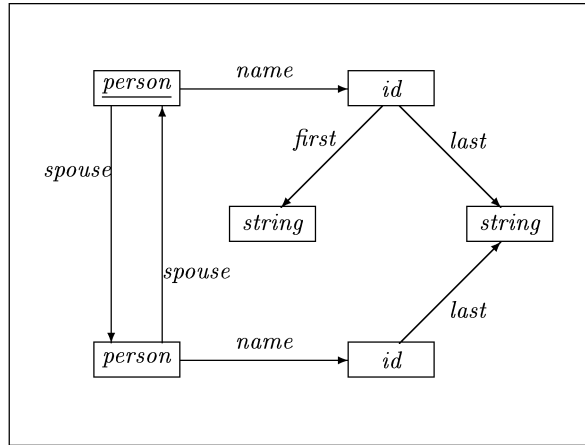 name
person
id
first
last
spouse
string
string
spouse
last
name
person
id